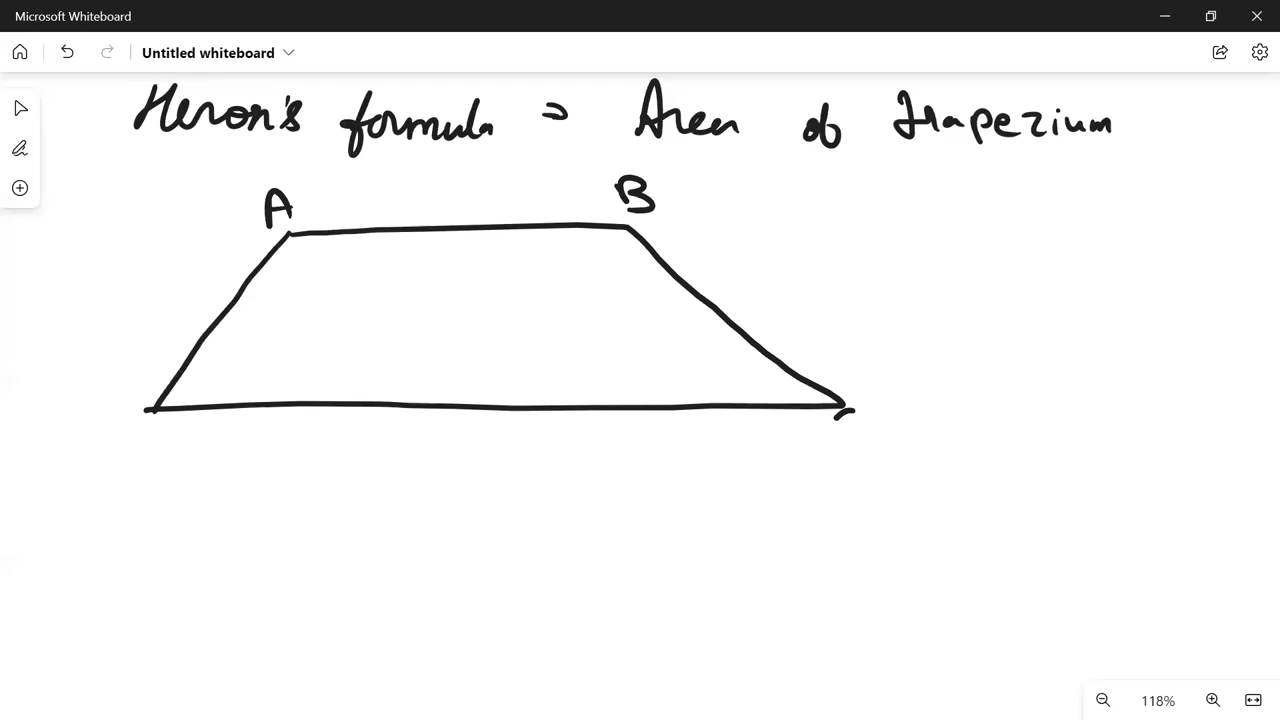 Microsoft Whiteboard
Untitled whiteboard
Heron's formula = Area of Trapezium
A
B
118%